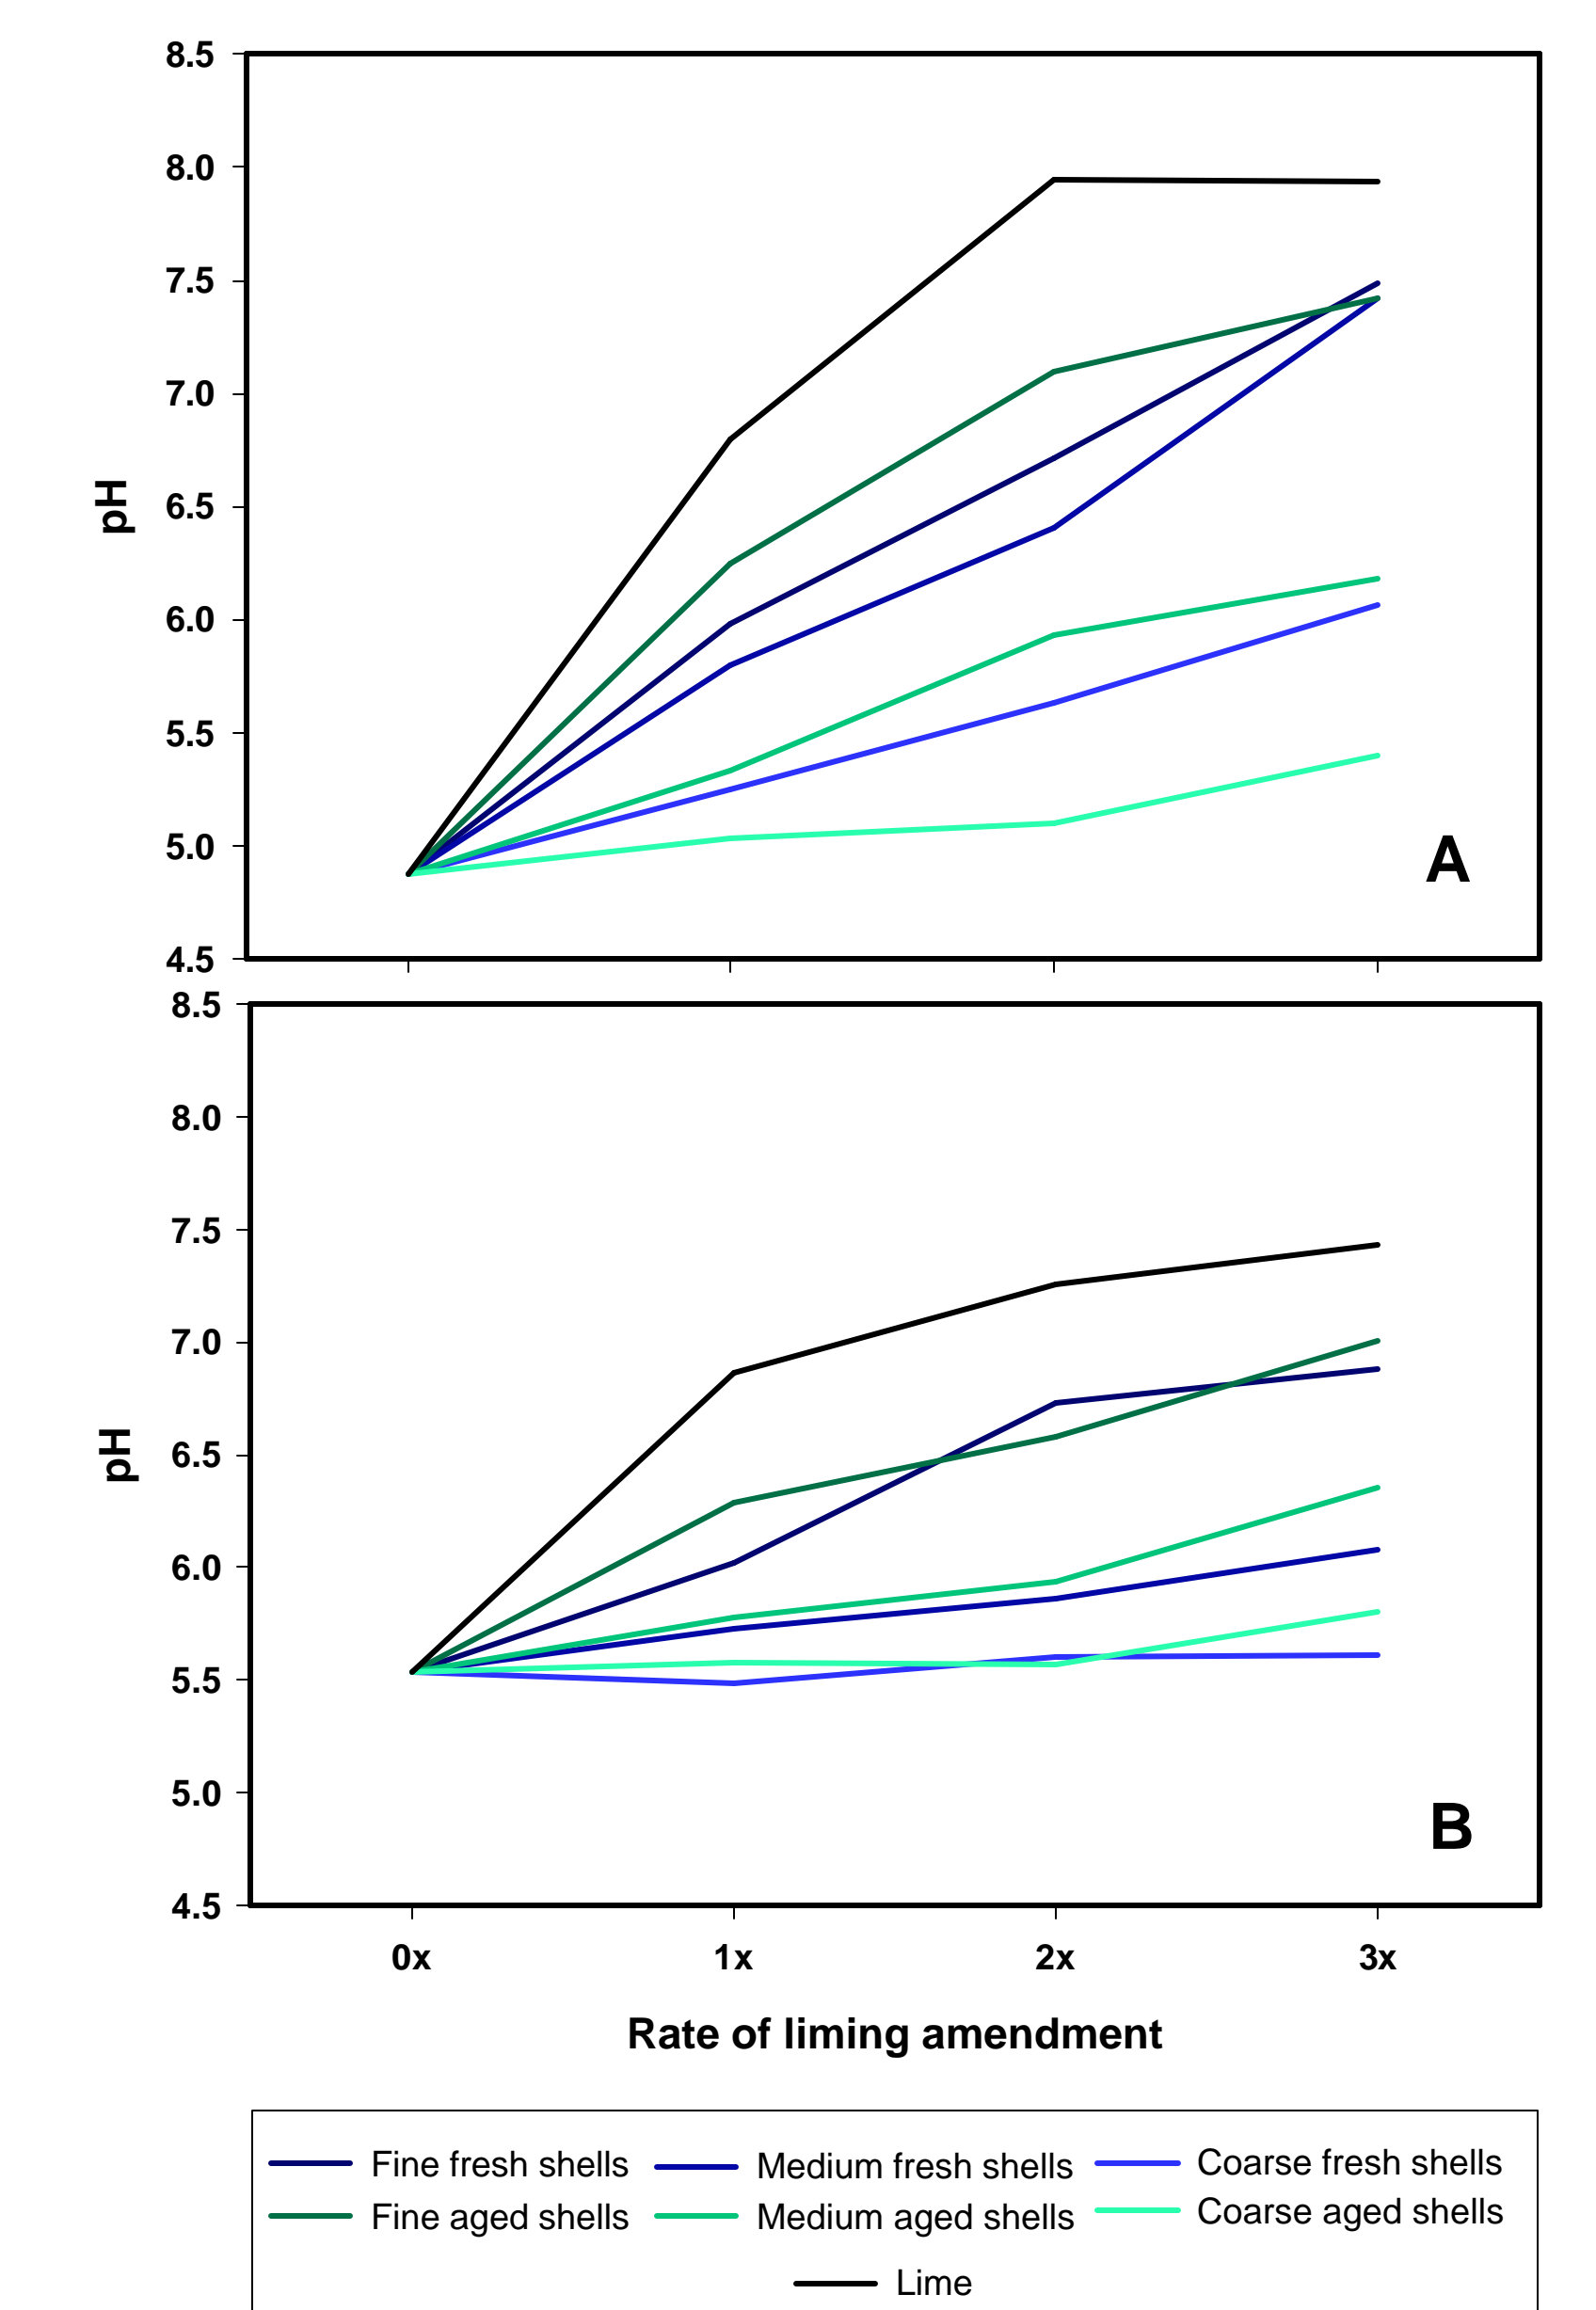 8.5
8.0
7.5
7.0
6.5
6.0
5.5
5.0
4.5
pH
A
8.5
8.0
7.5
7.0
6.5
6.0
5.5
5.0
4.5
pH
B
0x 1x 2x 3x
Rate of liming amendment
Fine fresh shells Medium fresh shells Coarse fresh shells
Fine aged shells Medium aged shells Coarse aged shells
Lime